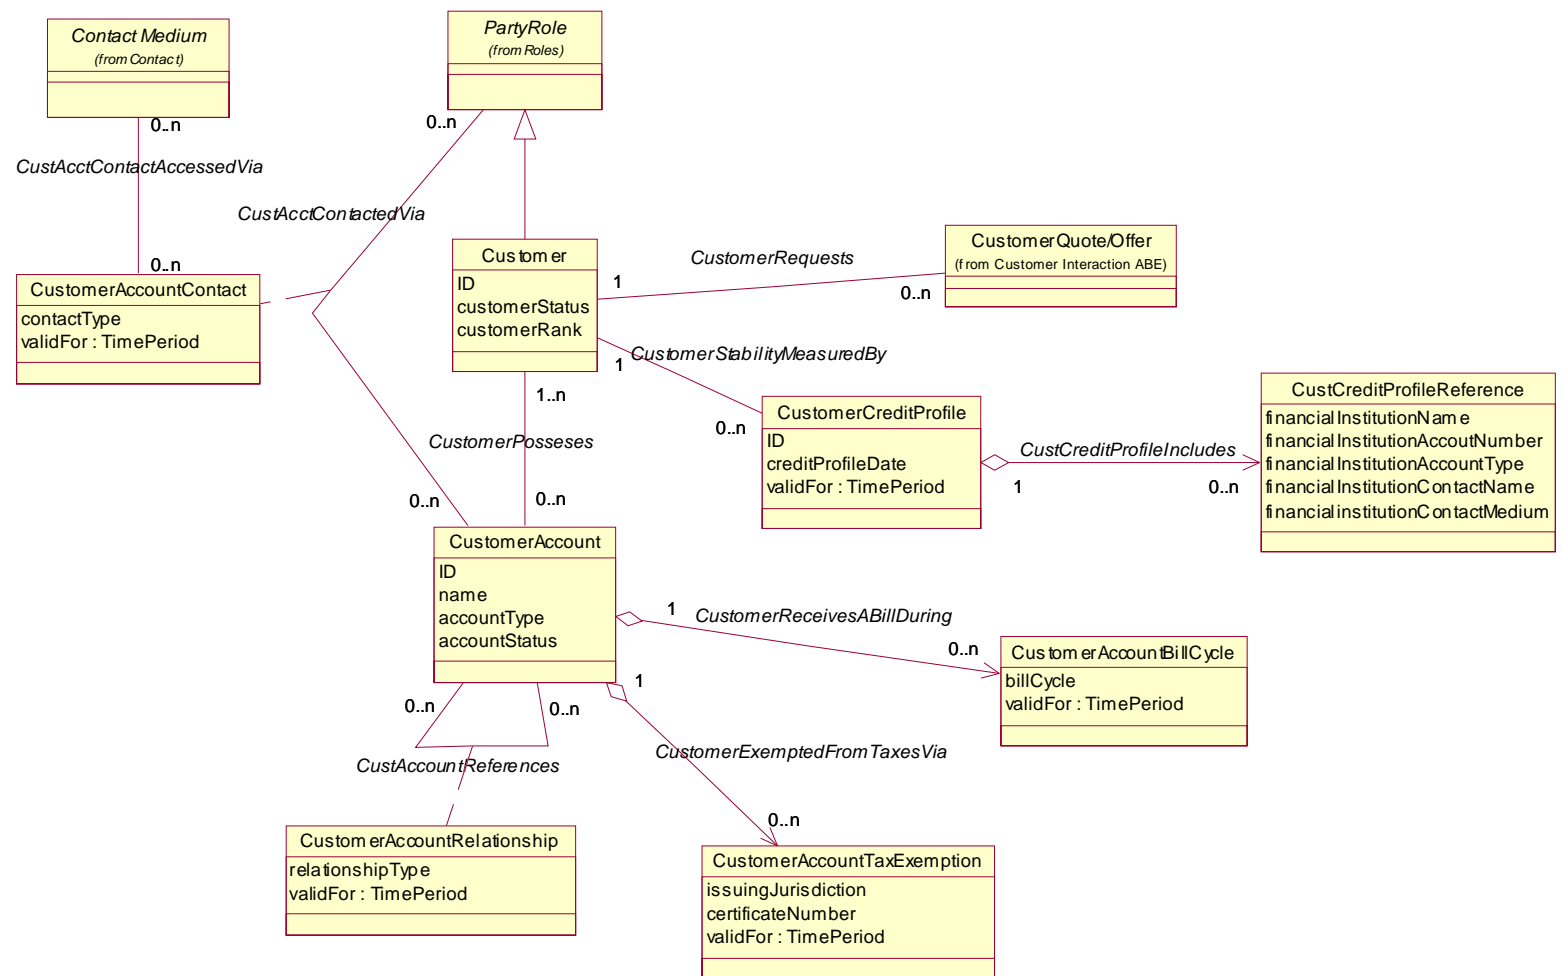 Contact Medium
(from Contact)
PartyRole
(from Roles)
0..n
0..n
CustAcctContactAccessedVia
CustAcctContactedVia
0..n
CustomerAccountContact
contactType
validFor : TimePeriod
Customer
ID
customerStatus
customerRank
CustomerRequests
1
0..n
CustomerQuote/Offer
(from Customer Interaction ABE)
CustomerStabilityMeasuredBy
1
0..n
1..n
CustomerPosseses
0..n
0..n
CustomerCreditProfile
ID
creditProfileDate
validFor : TimePeriod
CustCreditProfileIncludes
1
0..n
CustCreditProfileReference
financialInstitutionName
financialInstitutionAccoutNumber
financialInstitutionAccountType
financialInstitutionContactName
financialinstitutionContactMedium
CustomerAccount
ID
name
accountType
accountStatus
1
CustomerReceivesABillDuring
0..n
CustomerAccountBillCycle
billCycle
validFor : TimePeriod
0..n
0..n
1
CustAccountReferences
CustomerExemptedFromTaxesVia
0..n
CustomerAccountRelationship
relationshipType
validFor : TimePeriod
CustomerAccountTaxExemption
issuingJurisdiction
certificateNumber
validFor : TimePeriod